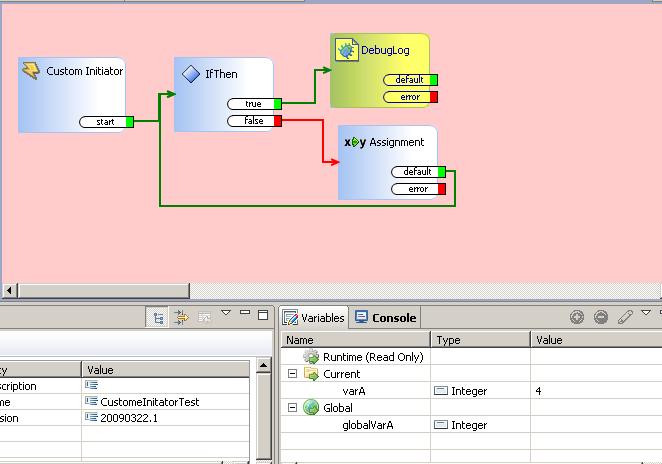 DebugLog
Custom Initiator
IfThen
default
true
error
start
false
x y Assignment
default
error
Variables
Console
Name
Type
Value
ty
Value
Runtime (Read Only)
Current
scription
varA
Integer
4
me
CustomeInitatorTest
Global
sion
20090322.1
globalVarA
Integer